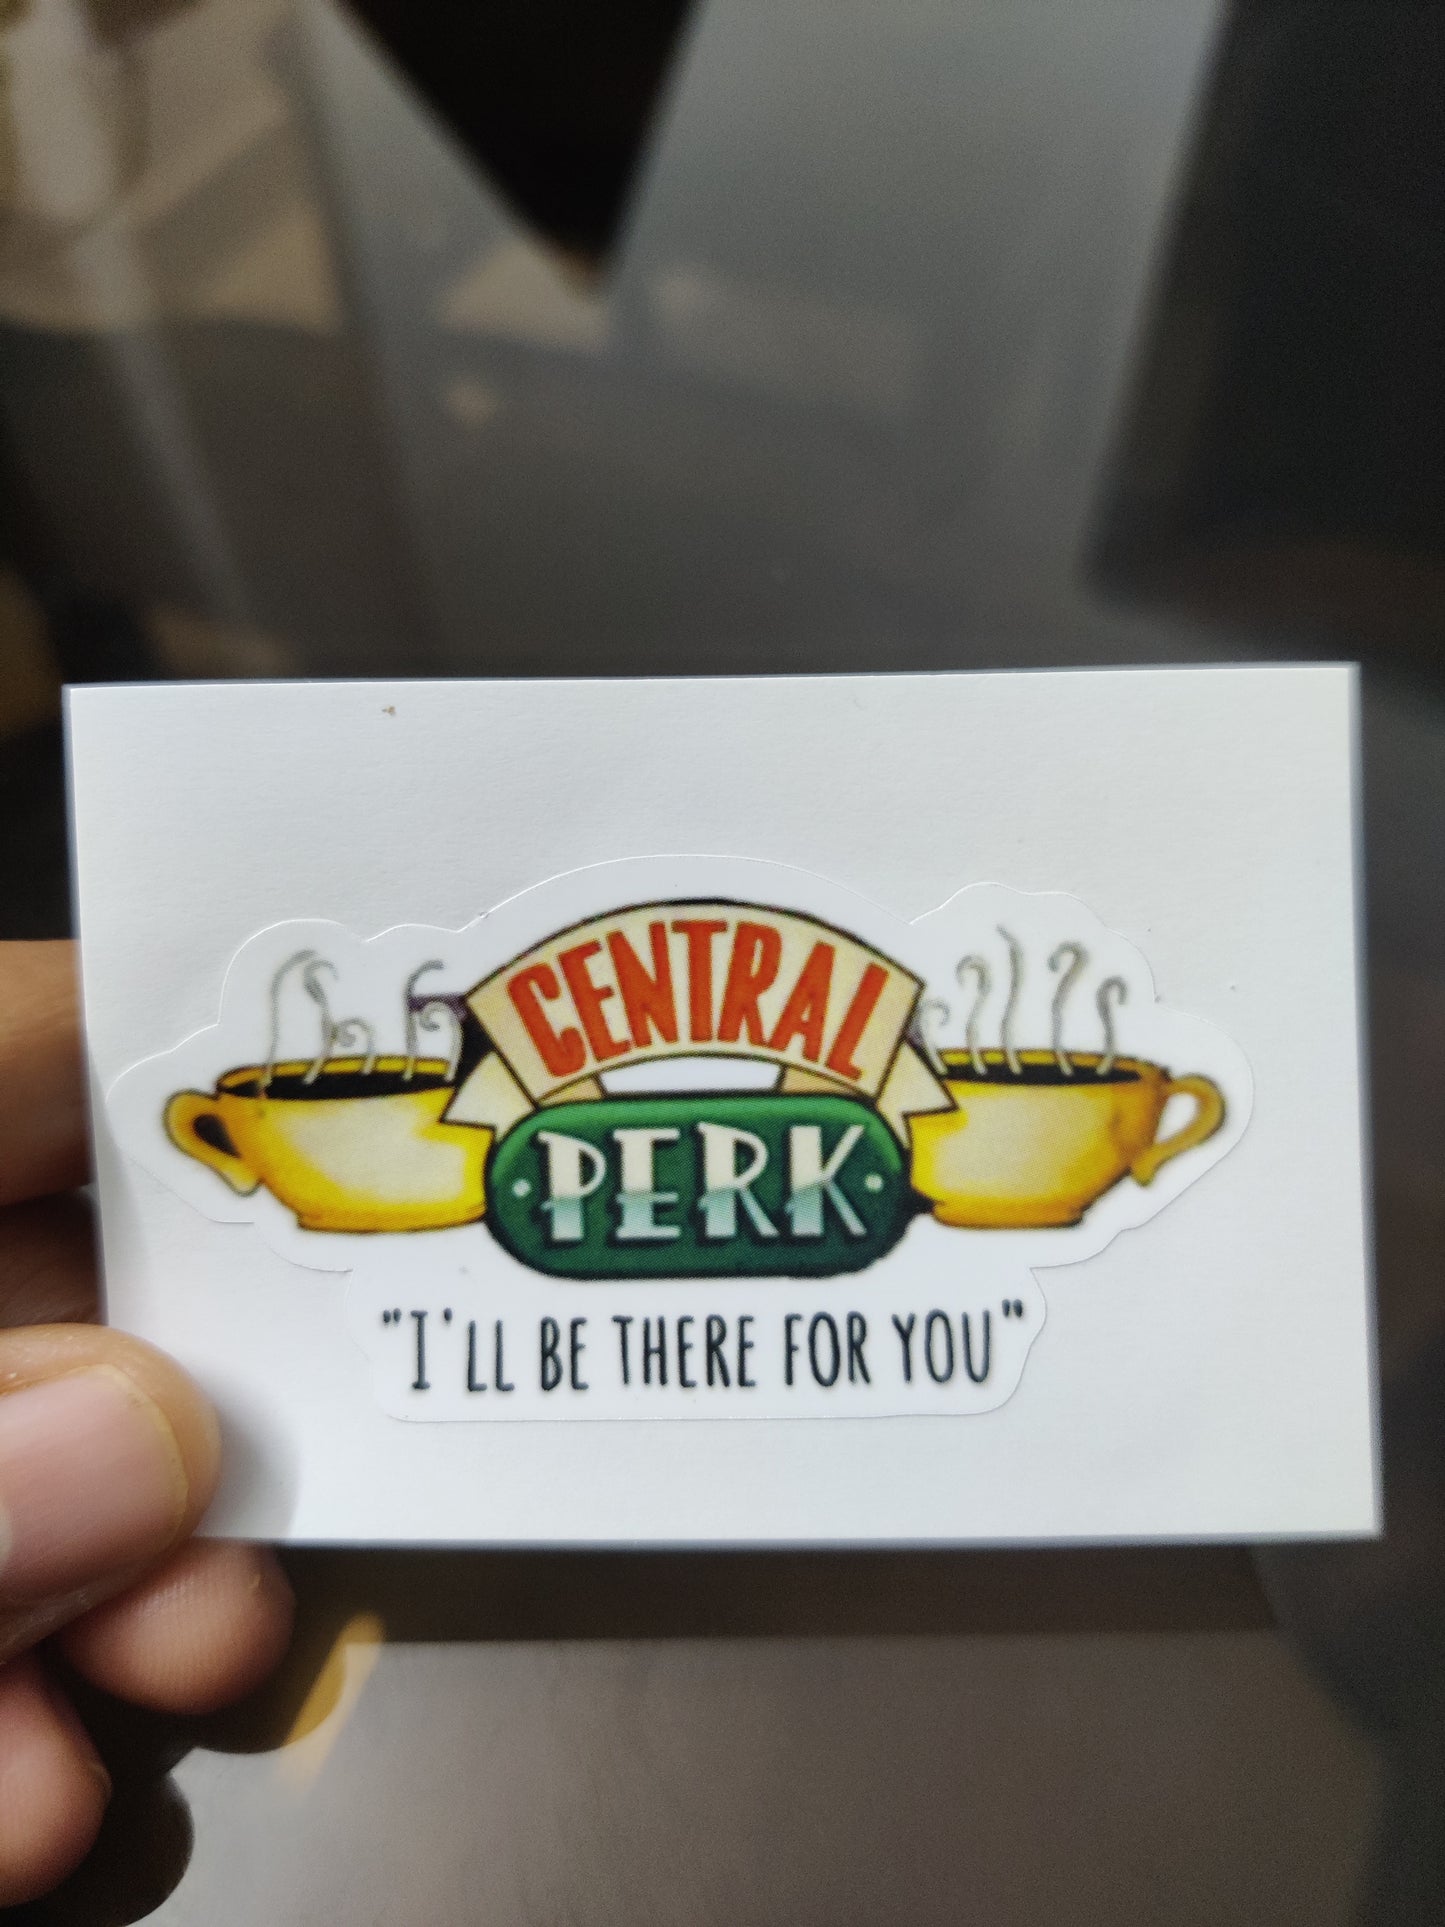 CENTRAL
PERK
"I'LL BE THERE FOR YOU"